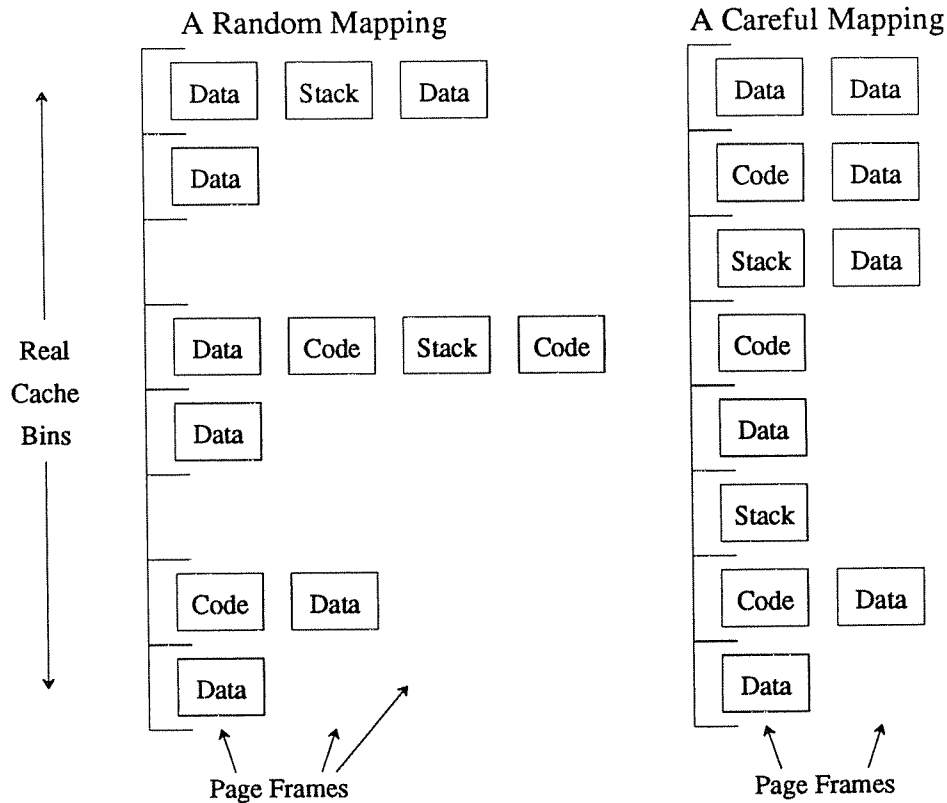 A Random Mapping
Data Stack Data
Data
Data Code Stack Code
Data
Code Data
Data
Real
Cache
Bins
Page Frames
A Careful Mapping
Data Data
Code Data
Stack Data
Code
Data
Stack
Code Data
Data
Page Frames